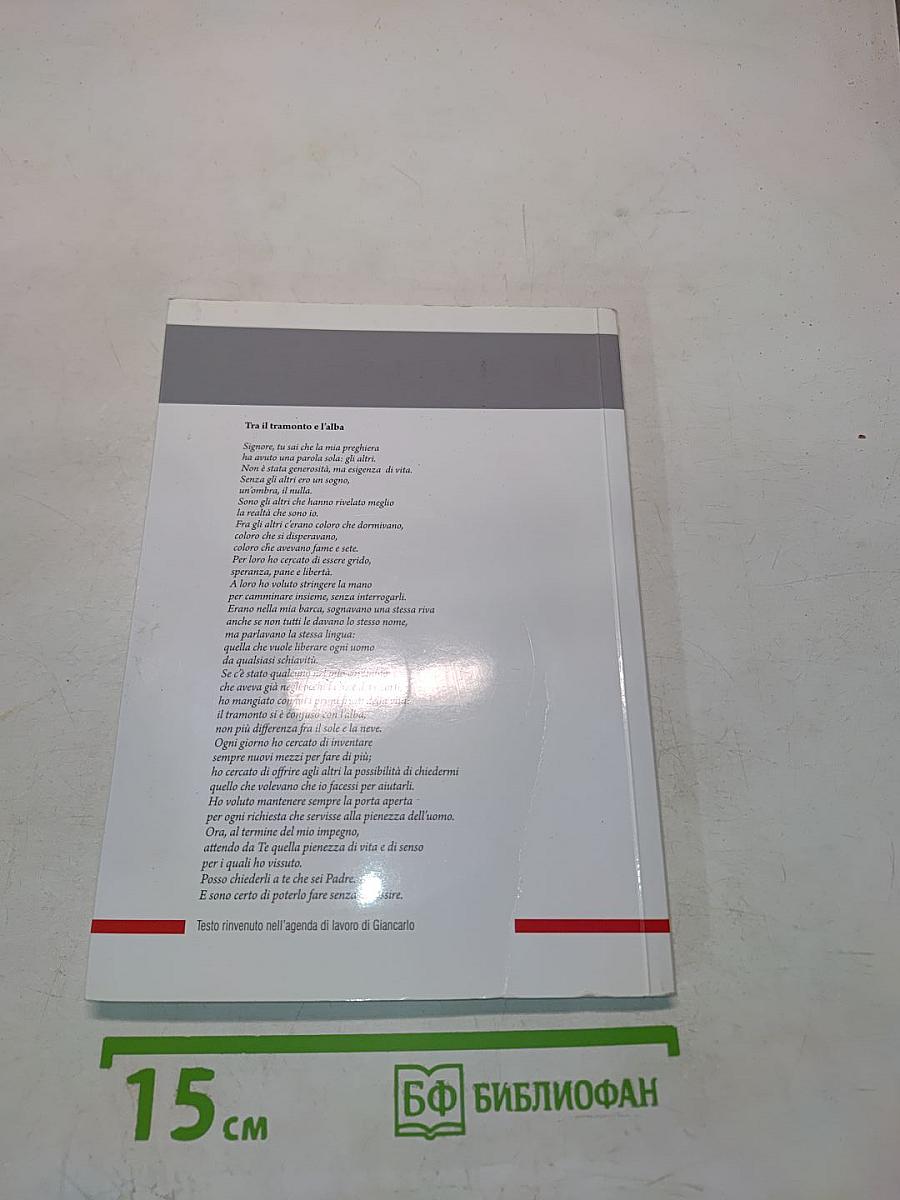 Tra il tramonto e l'alba
Signore, tu sai che la mia preghiera
ha avuto una parola sola: gli altri.
Non è stata generosità, ma esigenza di vita.
Senza gli altri ero un sogno,
un'ombra, il nulla.
Sono gli altri che hanno rivelato meglio
la realtà che sono io.
Fra gli altri c'erano coloro che dormivano,
coloro che si disperavano,
coloro che avevano fame e sete.
Per loro ho cercato di essere grido,
speranza, pane e libertà.
A loro ho voluto stringere la mano
per camminare insieme, senza interrogarli.
Erano nella mia barca, sognavano una stessa riva
anche se non tutti le davano lo stesso nome,
ma parlavano la stessa lingua:
quella che vuole liberare ogni uomo
da qualsiasi schiavitù.
Se c'è stato qualcuno nel mio
che aveva già negli occhi
ho mangiato con lui i primi frutti della vita:
il tramonto si è confuso con l'alba,
non più differenza fra il sole e la neve.
Ogni giorno ho cercato di inventare
sempre nuovi mezzi per fare di più;
ho cercato di offrire agli altri la possibilità di chiedermi
quello che volevano che io facessi per aiutarli.
Ho voluto mantenere sempre la porta aperta
per ogni richiesta che servisse alla pienezza dell'uomo.
Ora, al termine del mio impegno,
attendo da Te quella pienezza di vita e di senso
per i quali ho vissuto.
Posso chiederli a te che sei Padre.
E sono certo di poterlo fare senza
Testo rinvenuto nell'agenda di lavoro di Giancarlo
15 см
БФ БИБЛИОФАН